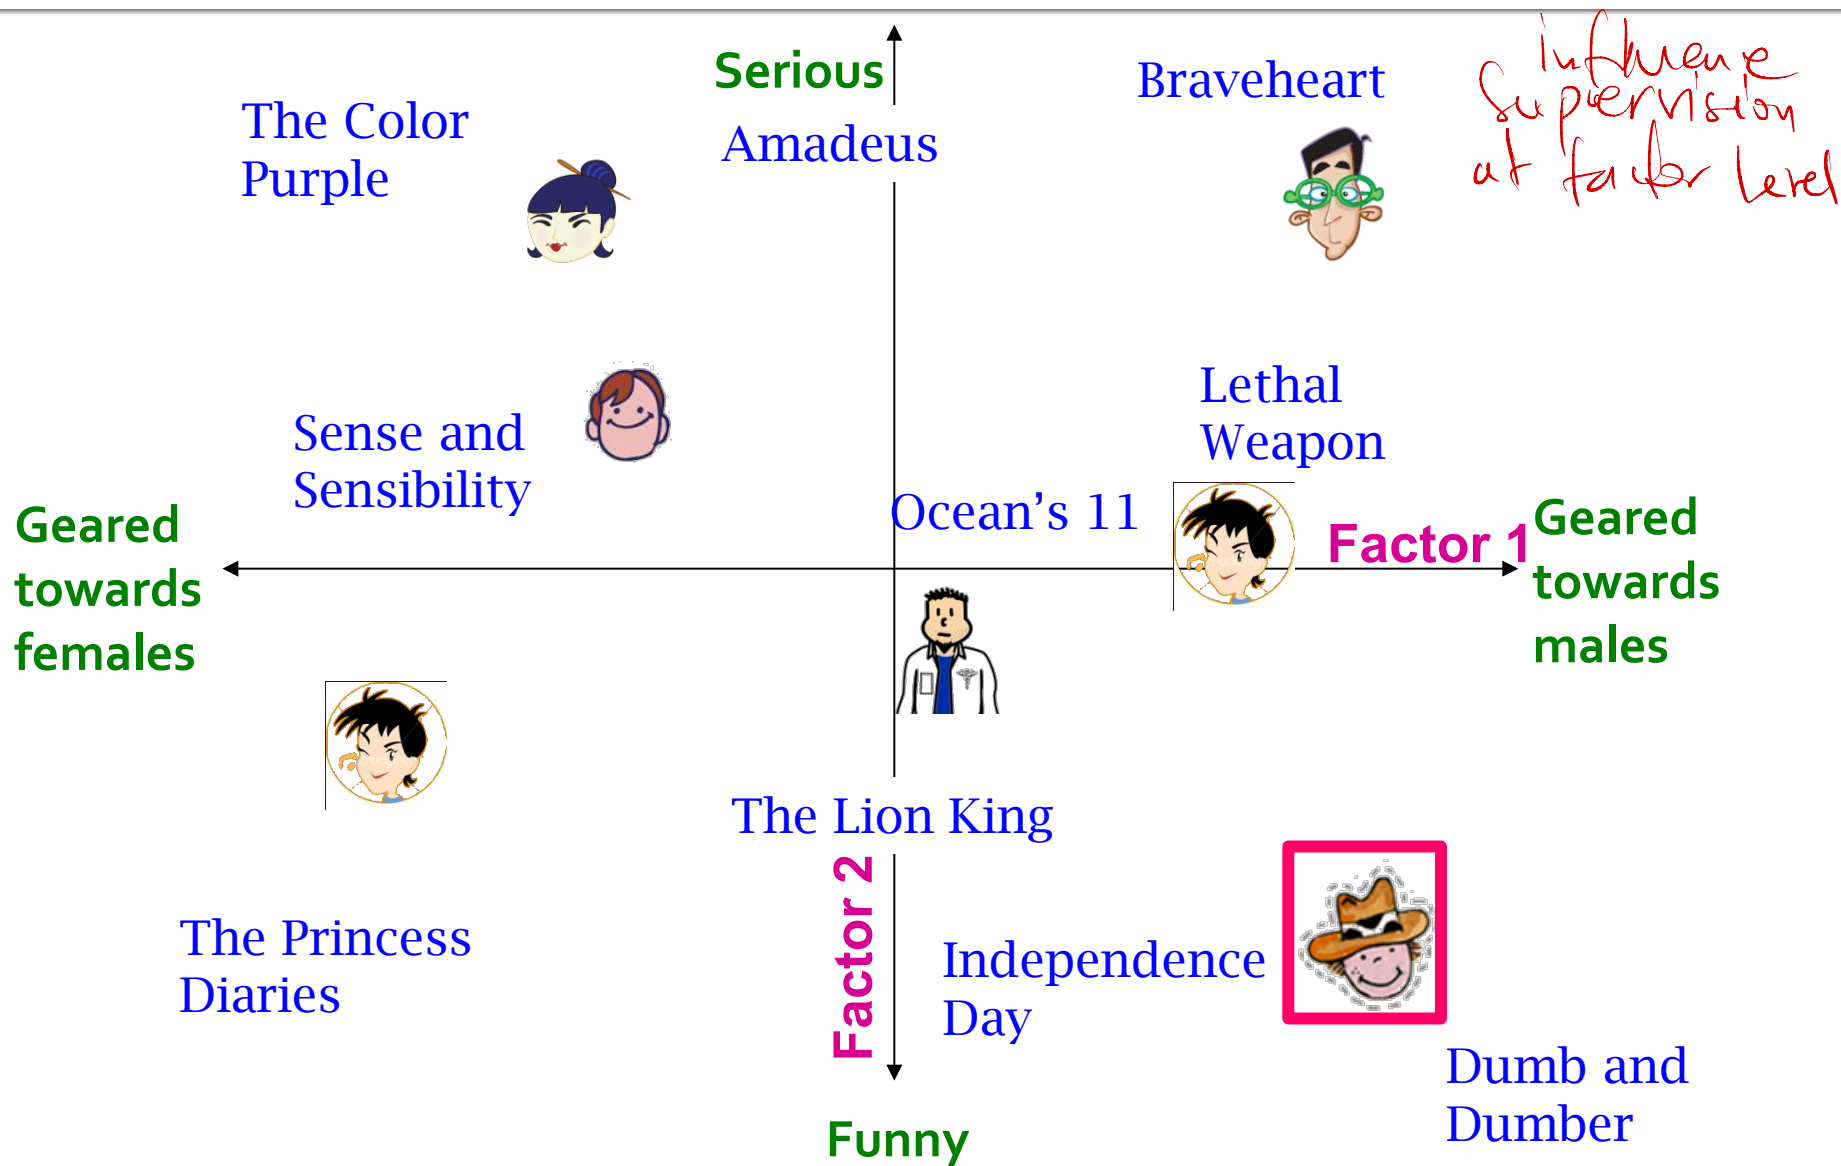 Serious
Braveheart
influence
supervision
at factor level
The Color
Purple
Amadeus
Lethal
Weapon
Sense and
Sensibility
Ocean’s 11
Geared
towards
females
Factor 1
Geared
towards
males
The Lion King
Factor 2
The Princess
Diaries
Independence
Day
Dumb and
Dumber
Funny